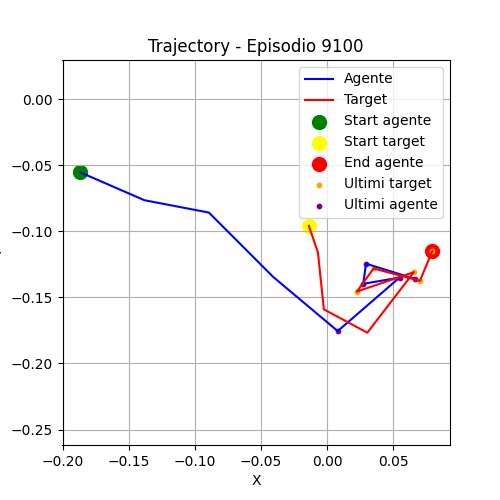 Trajectory - Episodio 9100
Agente
Target
Start agente
Start target
End agente
Ultimi target
Ultimi agente
0.00
−0.05
−0.10
−0.15
−0.20
−0.25
−0.20
−0.15
−0.10
−0.05
0.00
0.05
X